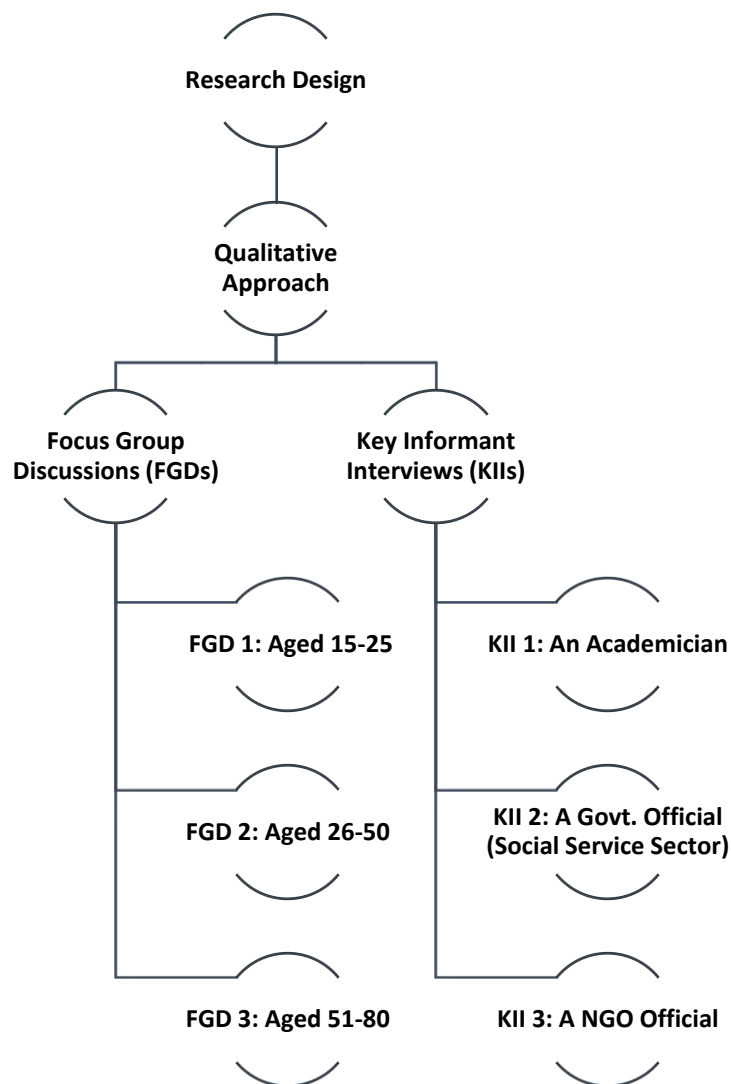 Research Design
Qualitative
Approach
Focus Group
Discussions (FGDs)
Key Informant
Interviews (KIIs)
FGD 1: Aged 15-25
KII 1: An Academician
FGD 2: Aged 26-50
KII 2: A Govt. Official
(Social Service Sector)
FGD 3: Aged 51-80
KII 3: A NGO Official